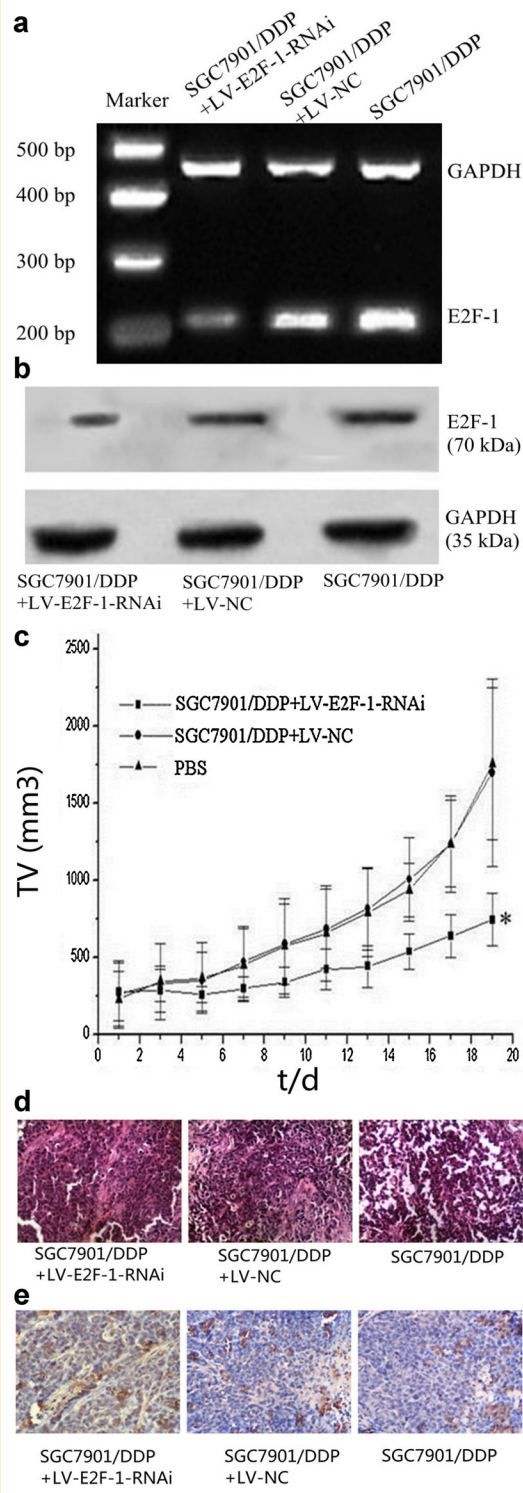 a
Marker
SGC7901/DDP
+LV-E2F-1-RNAi
SGC7901/DDP
+LV-NC
SGC7901/DDP
500 bp
400 bp
300 bp
200 bp
GAPDH
E2F-1
b
E2F-1
(70 kDa)
GAPDH
(35 kDa)
SGC7901/DDP
+LV-E2F-1-RNAi
SGC7901/DDP
+LV-NC
SGC7901/DDP
c
2500
2000
1500
1000
500
0
TV (mm3)
SGC7901/DDP+LV-E2F-1-RNAi
SGC7901/DDP+LV-NC
PBS
*
0 2 4 6 8 10 12 14 16 18 20
t/d
d
SGC7901/DDP
+LV-E2F-1-RNAi
SGC7901/DDP
+LV-NC
SGC7901/DDP
e
SGC7901/DDP
+LV-E2F-1-RNAi
SGC7901/DDP
+LV-NC
SGC7901/DDP